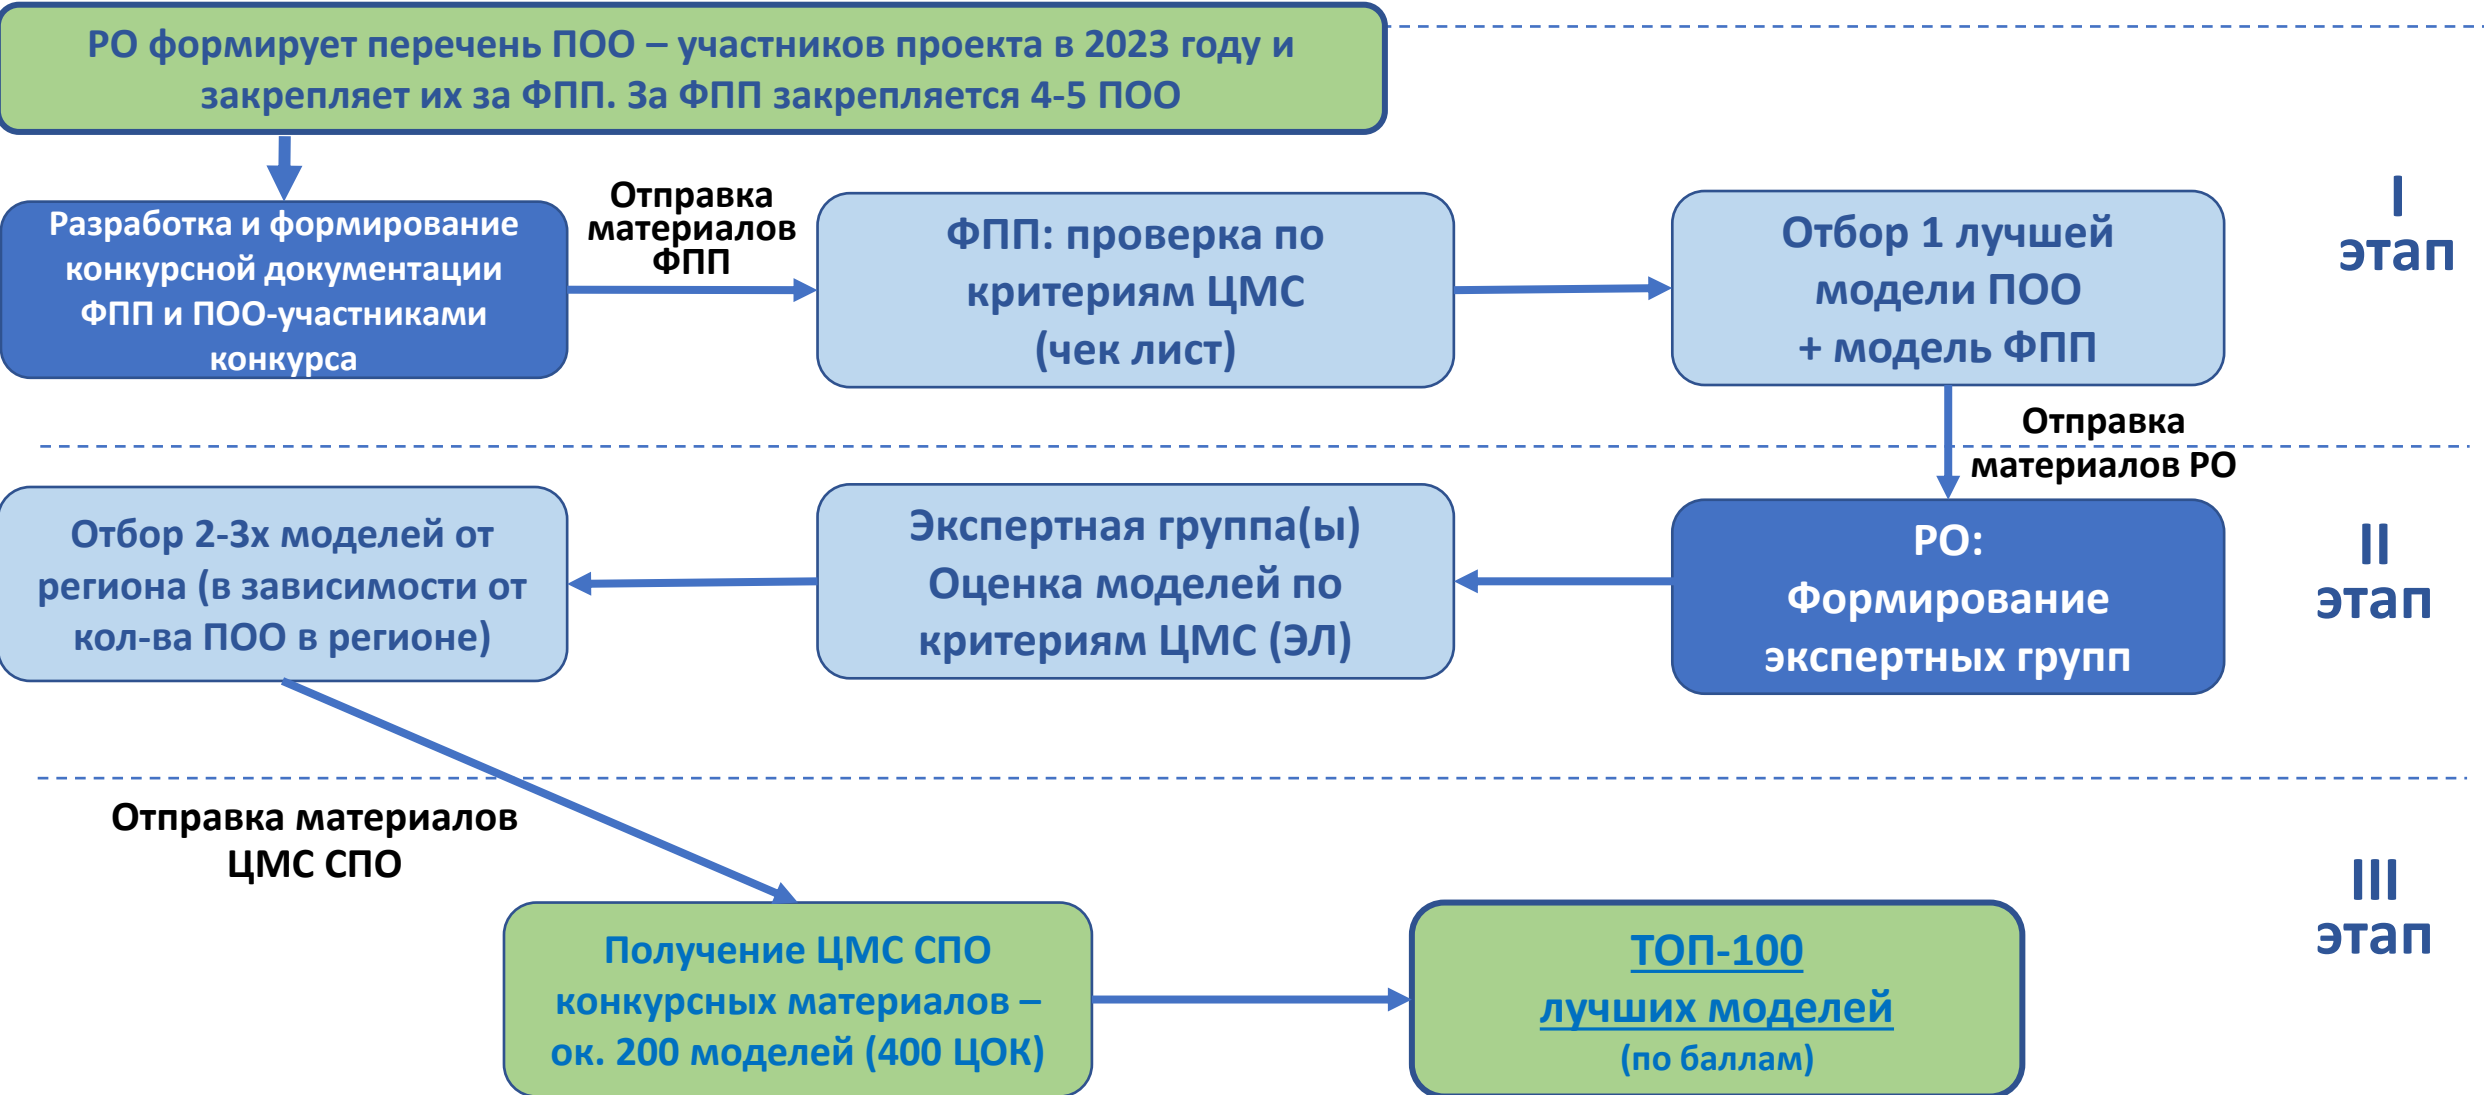 РО формирует перечень ПОО – участников проекта в 2023 году и
закрепляет их за ФПП. За ФПП закрепляется 4-5 ПОО
Разработка и формирование
конкурсной документации
ФПП и ПОО-участниками
конкурса
Отправка
материалов
ФПП
ФПП: проверка по
критериям ЦМС
(чек лист)
Отбор 1 лучшей
модели ПОО
+ модель ФПП
I
этап
Отправка
материалов РО
Отбор 2-3х моделей от
региона (в зависимости от
кол-ва ПОО в регионе)
Экспертная группа(ы)
Оценка моделей по
критериям ЦМС (ЭЛ)
РО:
Формирование
экспертных групп
II
этап
Отправка материалов
ЦМС СПО
Получение ЦМС СПО
конкурсных материалов –
ок. 200 моделей (400 ЦОК)
ТОП-100
лучших моделей
(по баллам)
III
этап